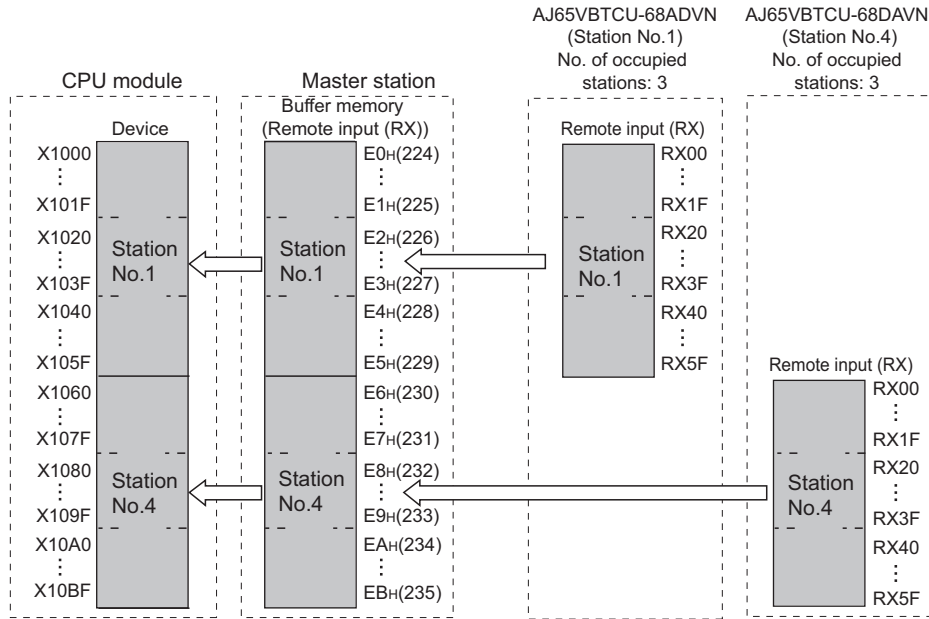 AJ65VBTCU-68ADVN
(Station No.1)
No. of occupied
stations: 3
AJ65VBTCU-68DAVN
(Station No.4)
No. of occupied
stations: 3
CPU module
Device
X1000
X101F
X1020
X103F
X1040
X105F
X1060
X107F
X1080
X109F
X10A0
X10BF
Station
No.1
Station
No.4
Master station
Buffer memory
(Remote input (RX))
Station
No.1
Station
No.4
E0H(224)
E1H(225)
E2H(226)
E3H(227)
E4H(228)
E5H(229)
E6H(230)
E7H(231)
E8H(232)
E9H(233)
EAH(234)
EBH(235)
Remote input (RX)
Station
No.1
RX00
RX1F
RX20
RX3F
RX40
RX5F
Remote input (RX)
Station
No.4
RX00
RX1F
RX20
RX3F
RX40
RX5F